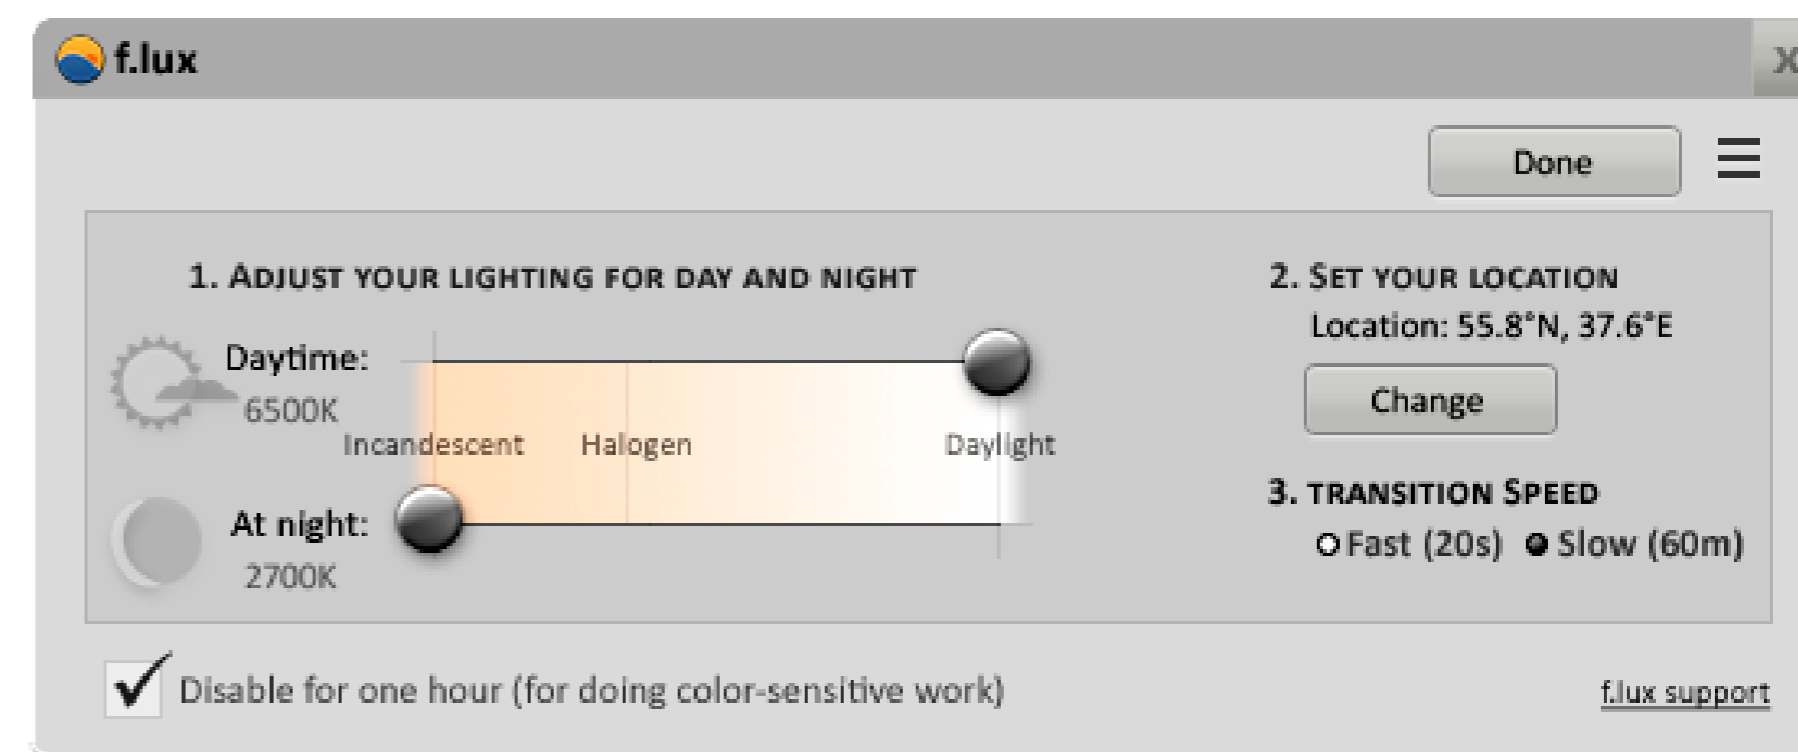 f.lux
x
Done
1. ADJUST YOUR LIGHTING FOR DAY AND NIGHT
Daytime:
6500K
Incandescent Halogen Daylight
At night:
2700K
2. SET YOUR LOCATION
Location: 55.8°N, 37.6°E
Change
3. TRANSITION SPEED
Fast (20s) Slow (60m)
Disable for one hour (for doing color-sensitive work)
f.lux support